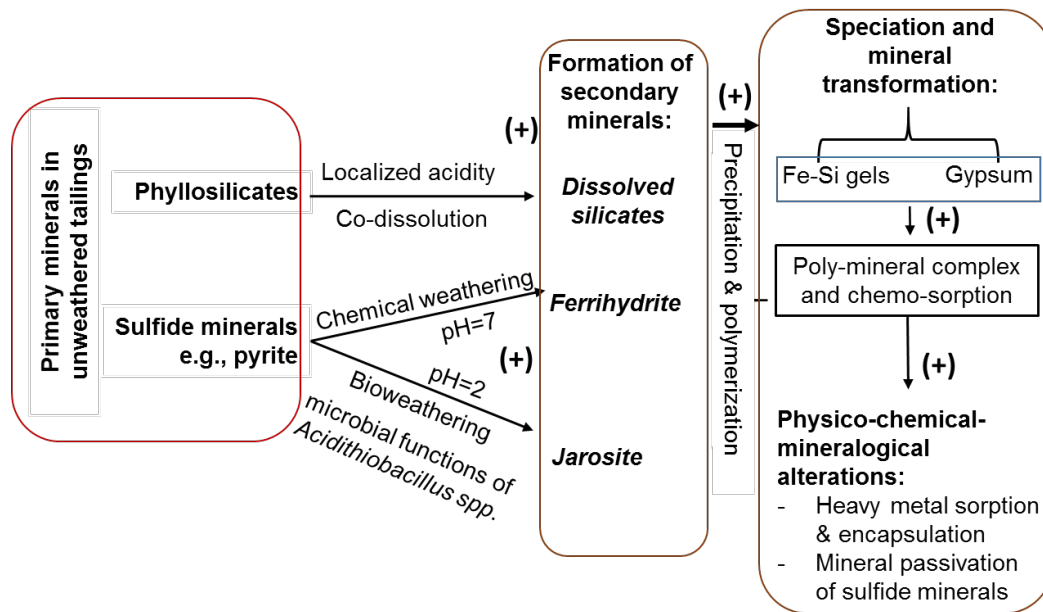 Primary minerals in
unweathered tailings
Phyllosilicates
Sulfide minerals
e.g., pyrite
Localized acidity
Co-dissolution
Chemical weathering
pH=7
pH=2
Bioweathering
microbial functions of
Acidithiobacillus spp.
(+)
(+)
Formation of
secondary
minerals:
Dissolved
silicates
Ferrihydrite
Jarosite
(+)
Precipitation & polymerization
Speciation and
mineral
transformation:
Fe-Si gels
Gypsum
(+)
Poly-mineral complex
and chemo-sorption
(+)
Physico-chemical-
mineralogical
alterations:
- Heavy metal sorption
& encapsulation
- Mineral passivation
of sulfide minerals